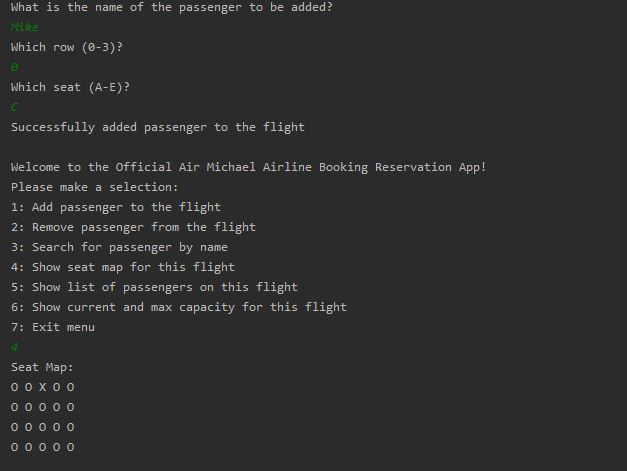 What is the name of the passenger to be added?
Mike
Which row (0-3)?
0
Which seat (A-E)?
C
Successfully added passenger to the flight
Welcome to the Official Air Michael Airline Booking Reservation App!
Please make a selection:
1: Add passenger to the flight
2: Remove passenger from the flight
3: Search for passenger by name
4: Show seat map for this flight
5: Show list of passengers on this flight
6: Show current and max capacity for this flight
7: Exit menu
4
Seat Map:
O O X O O
O O O O O
O O O O O
O O O O O